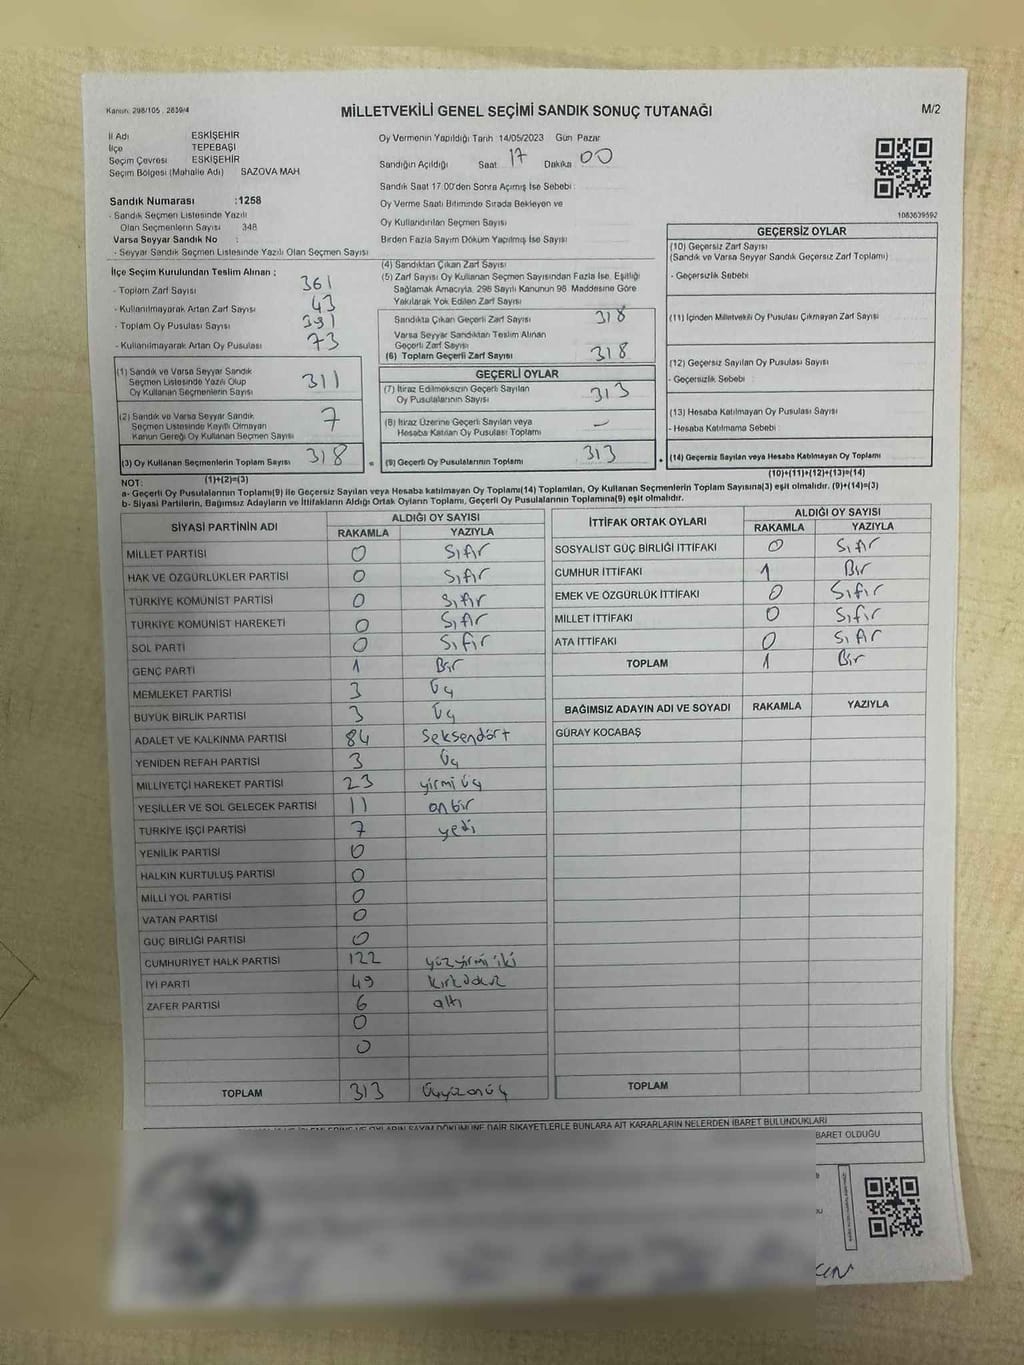 Kanun: 298/105 , 2839/4
MİLLETVEKİLİ GENEL SEÇİMİ SANDIK SONUÇ TUTANAĞI
M/2
İl Adı ESKİŞEHİR
İlçe TEPEBAŞI
Seçim Çevresi ESKİŞEHİR
Seçim Bölgesi (Mahalle Adı) SAZOVA MAH
Oy Vermenin Yapıldığı Tarih 14/05/2023 Gün Pazar
Sandığın Açıldığı Saat 17 Dakika 00
Sandık Saat 17.00'den Sonra Açımış İse Sebebi :
Oy Verme Saati Bitiminde Sırada Bekleyen ve
Oy Kullandırılan Seçmen Sayısı
Birden Fazla Sayım Döküm Yapılmış İse Sayısı
Sandık Numarası :1258
- Sandık Seçmen Listesinde Yazılı
Olan Seçmenlerin Sayısı 348
Varsa Seyyar Sandık No :
- Seyyar Sandık Seçmen Listesinde Yazılı Olan Seçmen Sayısı
1083639592
İlçe Seçim Kurulundan Teslim Alınan ;
- Toplam Zarf Sayısı 361
- Kullanılmayarak Artan Zarf Sayısı 43
- Toplam Oy Pusulası Sayısı 391
- Kullanılmayarak Artan Oy Pusulası 73
(1) Sandık ve Varsa Seyyar Sandık
Seçmen Listesinde Yazılı Olup
Oy Kullanan Seçmenlerin Sayısı 311
(2) Sandık ve Varsa Seyyar Sandık
Seçmen Listesinde Kayıtlı Olmayan
Kanun Gereği Oy Kullanan Seçmen Sayısı 7
(3) Oy Kullanan Seçmenlerin Toplam Sayısı 318
(1)+(2)=(3)
(4) Sandıktan Çıkan Zarf Sayısı
(5) Zarf Sayısı Oy Kullanan Seçmen Sayısından Fazla İse, Eşitliği
Sağlamak Amacıyla, 298 Sayılı Kanunun 98. Maddesine Göre
Yakılarak Yok Edilen Zarf Sayısı
Sandıkta Çıkan Geçerli Zarf Sayısı 318
Varsa Seyyar Sandıktan Teslim Alınan
Geçerli Zarf Sayısı
(6) Toplam Geçerli Zarf Sayısı 318
GEÇERLİ OYLAR
(7) İtiraz Edilmeksizin Geçerli Sayılan
Oy Pusulalarının Sayısı 313
(8) İtiraz Üzerine Geçerli Sayılan veya
Hesaba Katılan Oy Pusulası Toplamı —
= (9) Geçerli Oy Pusulalarının Toplamı 313
GEÇERSİZ OYLAR
(10) Geçersiz Zarf Sayısı
(Sandık ve Varsa Seyyar Sandık Geçersiz Zarf Toplamı)
- Geçersizlik Sebebi
(11) İçinden Milletvekili Oy Pusulası Çıkmayan Zarf Sayısı
(12) Geçersiz Sayılan Oy Pusulası Sayısı
- Geçersizlik Sebebi
(13) Hesaba Katılmayan Oy Pusulası Sayısı
- Hesaba Katılmama Sebebi
+ (14) Geçersiz Sayılan veya Hesaba Katılmayan Oy Toplamı
(10)+(11)+(12)+(13)=(14)
NOT:
a- Geçerli Oy Pusulalarının Toplamı(9) ile Geçersiz Sayılan veya Hesaba katılmayan Oy Toplamı(14) Toplamları, Oy Kullanan Seçmenlerin Toplam Sayısına(3) eşit olmalıdır. (9)+(14)=(3)
b- Siyasi Partilerin, Bağımsız Adayların ve İttifakların Aldığı Ortak Oyların Toplamı, Geçerli Oy Pusulalarının Toplamına(9) eşit olmalıdır.
SİYASİ PARTİNİN ADI ALDIĞI OY SAYISI
RAKAMLA YAZIYLA
MİLLET PARTİSİ 0 Sıfır
HAK VE ÖZGÜRLÜKLER PARTİSİ 0 Sıfır
TÜRKİYE KOMÜNİST PARTİSİ 0 Sıfır
TÜRKİYE KOMÜNİST HAREKETİ 0 Sıfır
SOL PARTİ 0 Sıfır
GENÇ PARTİ 1 Bir
MEMLEKET PARTİSİ 3 Üç
BÜYÜK BİRLİK PARTİSİ 3 Üç
ADALET VE KALKINMA PARTİSİ 84 Seksendört
YENİDEN REFAH PARTİSİ 3 Üç
MİLLİYETÇİ HAREKET PARTİSİ 23 yirmi üç
YEŞİLLER VE SOL GELECEK PARTİSİ 11 onbir
TÜRKİYE İŞÇİ PARTİSİ 7 yedi
YENİLİK PARTİSİ 0
HALKIN KURTULUŞ PARTİSİ 0
MİLLİ YOL PARTİSİ 0
VATAN PARTİSİ 0
GÜÇ BİRLİĞİ PARTİSİ 0
CUMHURİYET HALK PARTİSİ 122 yüzyirmi iki
İYİ PARTİ 49 kırkdokuz
ZAFER PARTİSİ 6 altı
0
0
TOPLAM 313 Üçyüzonüç
İTTİFAK ORTAK OYLARI ALDIĞI OY SAYISI
RAKAMLA YAZIYLA
SOSYALİST GÜÇ BİRLİĞİ İTTİFAKI 0 Sıfır
CUMHUR İTTİFAKI 1 Bir
EMEK VE ÖZGÜRLÜK İTTİFAKI 0 Sıfır
MİLLET İTTİFAKI 0 Sıfır
ATA İTTİFAKI 0 Sıfır
TOPLAM 1 Bir
BAĞIMSIZ ADAYIN ADI VE SOYADI RAKAMLA YAZIYLA
GÜRAY KOCABAŞ
TOPLAM
VE OYLARIN SAYIM DÖKÜMÜNE DAİR ŞİKAYETLERLE BUNLARA AİT KARARLARIN NELERDEN İBARET BULUNDUKLARI
İBARET OLDUĞU